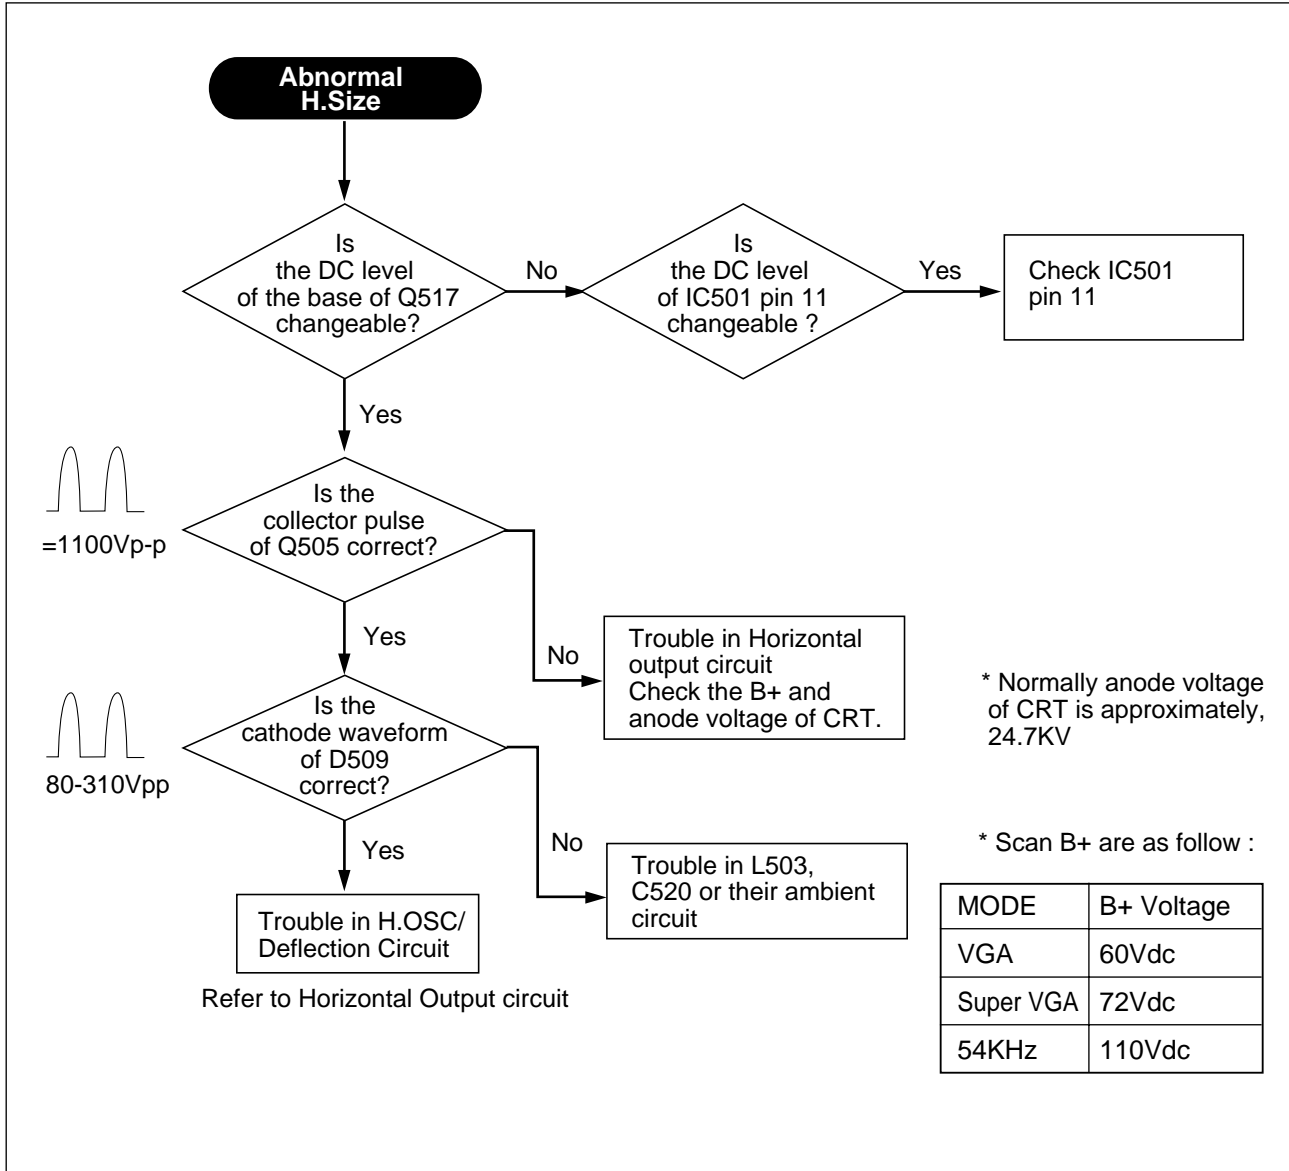 Abnormal
H.Size
Is
the DC level
of the base of Q517
changeable?
No
Is
the DC level
of IC501 pin 11
changeable ?
Yes
Check IC501
pin 11
Yes
=1100Vp-p
Is the
collector pulse
of Q505 correct?
Yes
No
Trouble in Horizontal
output circuit
Check the B+ and
anode voltage of CRT.
* Normally anode voltage
of CRT is approximately,
24.7KV
80-310Vpp
Is the
cathode waveform
of D509
correct?
Yes
No
Trouble in L503,
C520 or their ambient
circuit
Trouble in H.OSC/
Deflection Circuit
Refer to Horizontal Output circuit
* Scan B+ are as follow :
MODE B+ Voltage
VGA 60Vdc
Super VGA 72Vdc
54KHz 110Vdc